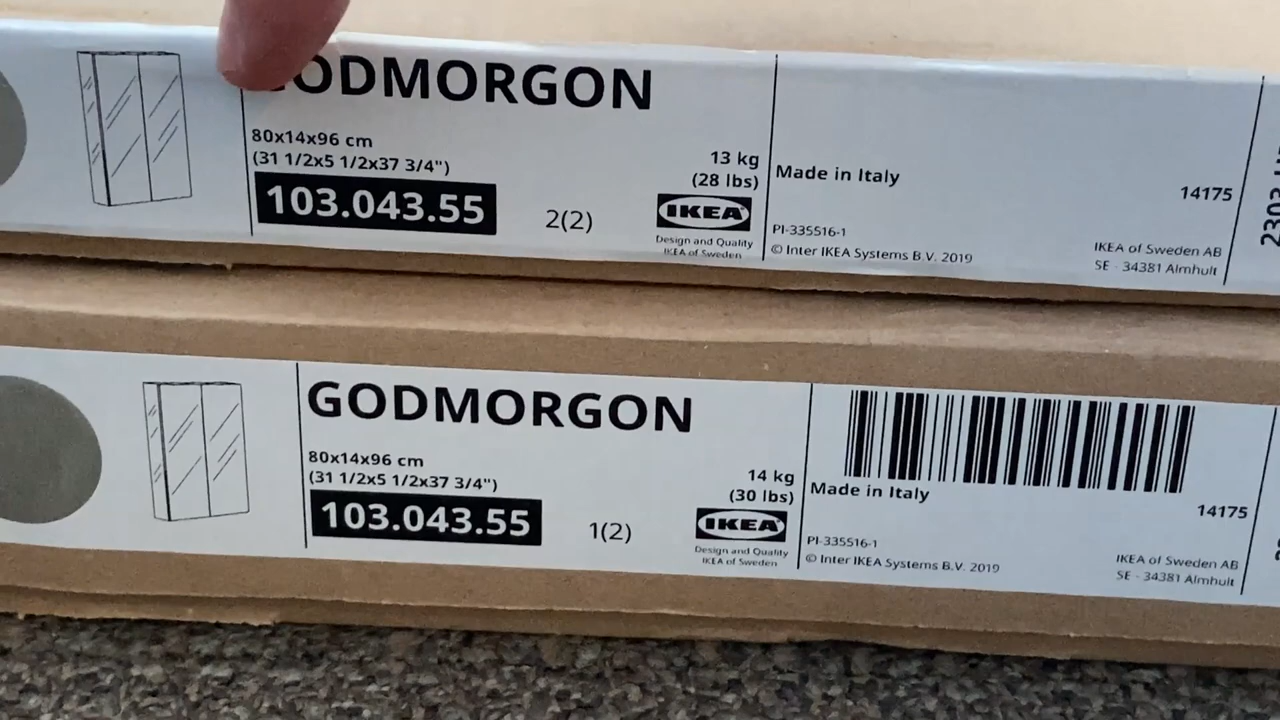 GODMORGON
80x14x96 cm
(31 1/2x5 1/2x37 3/4")
103.043.55
2(2)
13 kg
(28 lbs)
IKEA
Design and Quality
IKEA of Sweden
Made in Italy
14175
PI-335516-1
© Inter IKEA Systems B.V. 2019
IKEA of Sweden AB
SE - 34381 Älmhult
GODMORGON
80x14x96 cm
(31 1/2x5 1/2x37 3/4")
103.043.55
1(2)
14 kg
(30 lbs)
IKEA
Design and Quality
IKEA of Sweden
Made in Italy
14175
PI-335516-1
© Inter IKEA Systems B.V. 2019
IKEA of Sweden AB
SE - 34381 Älmhult